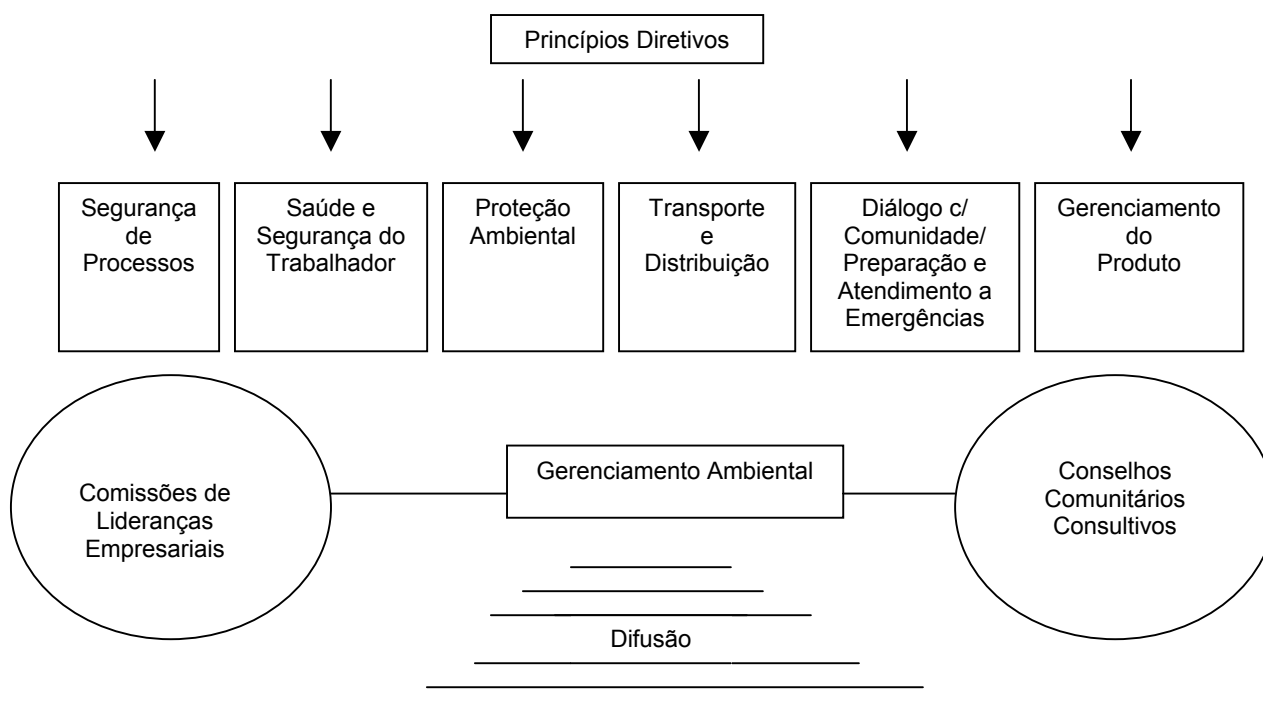 Princípios Diretivos
Segurança
de
Processos
Saúde e
Segurança do
Trabalhador
Proteção
Ambiental
Transporte
e
Distribuição
Diálogo c/
Comunidade/
Preparação e
Atendimento a
Emergências
Gerenciamento
do
Produto
Comissões de
Lideranças
Empresariais
Gerenciamento Ambiental
Conselhos
Comunitários
Consultivos
Difusão